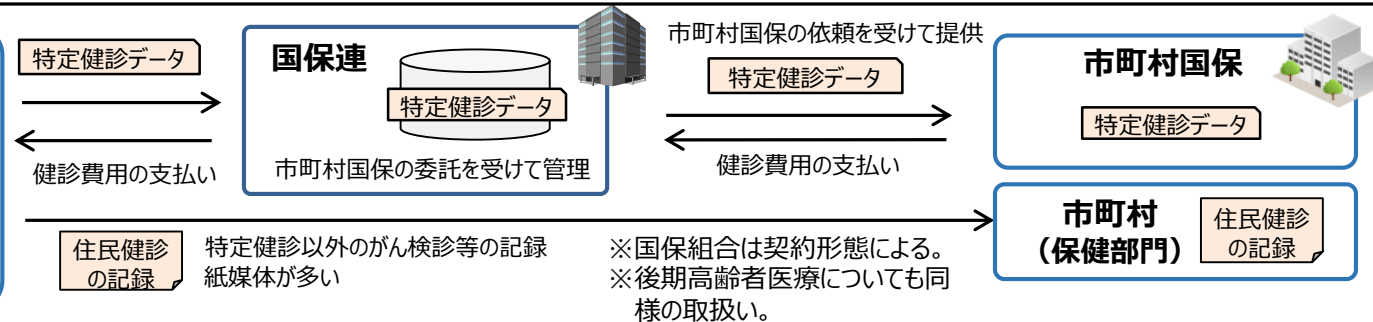 特定健診データ
健診費用の支払い
国保連
特定健診データ
市町村国保の委託を受けて管理
市町村国保の依頼を受けて提供
特定健診データ
健診費用の支払い
市町村国保
特定健診データ
住民健診
の記録
特定健診以外のがん検診等の記録
紙媒体が多い
※国保組合は契約形態による。
※後期高齢者医療についても同
様の取扱い。
市町村
（保健部門）
住民健診
の記録